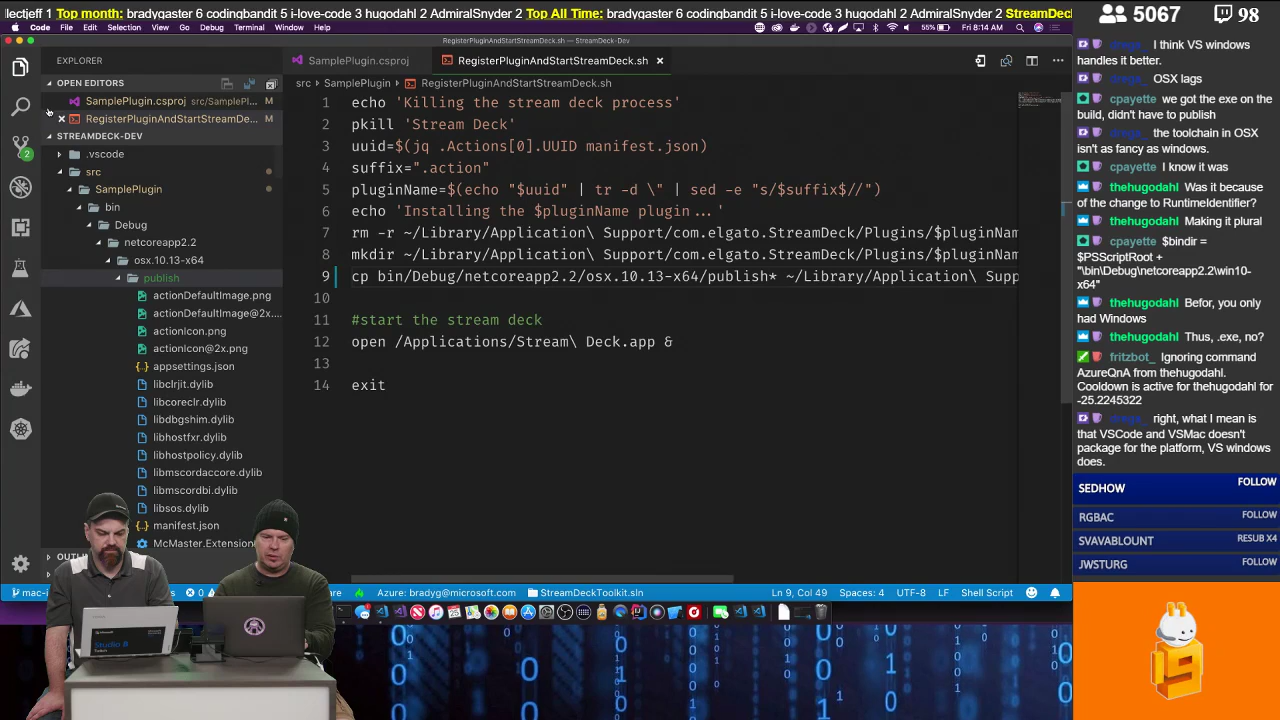 lectjeff 1 Top month: bradygaster 6 codingbandit 5 i-love-code 3 hugodahl 2 AdmiralSnyder 2 Top All Time: bradygaster 6 codingbandit 5 i-love-code 3 hugodahl 2 AdmiralSnyder 2 StreamDeck
5067 98
Code File Edit Selection View Go Debug Terminal Window Help 55% Fri 8:14 AM
RegisterPluginAndStartStreamDeck.sh — StreamDeck-Dev
EXPLORER
OPEN EDITORS
SamplePlugin.csproj src/SamplePl... M
RegisterPluginAndStartStreamDe... M
STREAMDECK-DEV
.vscode
src
SamplePlugin
bin
Debug
netcoreapp2.2
osx.10.13-x64
publish
actionDefaultImage.png
actionDefaultImage@2x....
actionIcon.png
actionIcon@2x.png
appsettings.json
libclrjit.dylib
libcoreclr.dylib
libdbgshim.dylib
libhostfxr.dylib
libhostpolicy.dylib
libmscordaccore.dylib
libmscordbi.dylib
libsos.dylib
manifest.json
McMaster.Extension
OUTL
2
SamplePlugin.csproj
RegisterPluginAndStartStreamDeck.sh
src SamplePlugin RegisterPluginAndStartStreamDeck.sh
1 echo 'Killing the stream deck process'
2 pkill 'Stream Deck'
3 uuid=$(jq .Actions[0].UUID manifest.json)
4 suffix=".action"
5 pluginName=$(echo "$uuid" | tr -d \" | sed -e "s/$suffix$//")
6 echo 'Installing the $pluginName plugin...'
7 rm -r ~/Library/Application\ Support/com.elgato.StreamDeck/Plugins/$pluginNam
8 mkdir ~/Library/Application\ Support/com.elgato.StreamDeck/Plugins/$pluginNam
9 cp bin/Debug/netcoreapp2.2/osx.10.13-x64/publish* ~/Library/Application\ Supp
10
11 #start the stream deck
12 open /Applications/Stream\ Deck.app &
13
14 exit
mac-i 0 Azure: bradyg@microsoft.com StreamDeckToolkit.sln Ln 9, Col 49 Spaces: 4 UTF-8 LF Shell Script
I think VS windows
handles it better.
OSX lags
cpayette we got the exe on the
build, didn't have to publish
the toolchain in OSX
isn't as fancy as windows.
cpayette I know it was
thehugodahl Was it because
of the change to RuntimeIdentifier?
thehugodahl Making it plural
cpayette $bindir =
$PSScriptRoot +
"\bin\Debug\netcoreapp2.2\win10-
x64"
thehugodahl Befor, you only
had Windows
thehugodahl Thus, .exe, no?
fritzbot_ Ignoring command
AzureQnA from thehugodahl.
Cooldown is active for thehugodahl for
-25.2245322
right, what I mean is
that VSCode and VSMac doesn't
package for the platform, VS windows
does.
SEDHOW FOLLOW
RGBAC FOLLOW
SVAVABLOUNT RESUB X4
JWSTURG FOLLOW